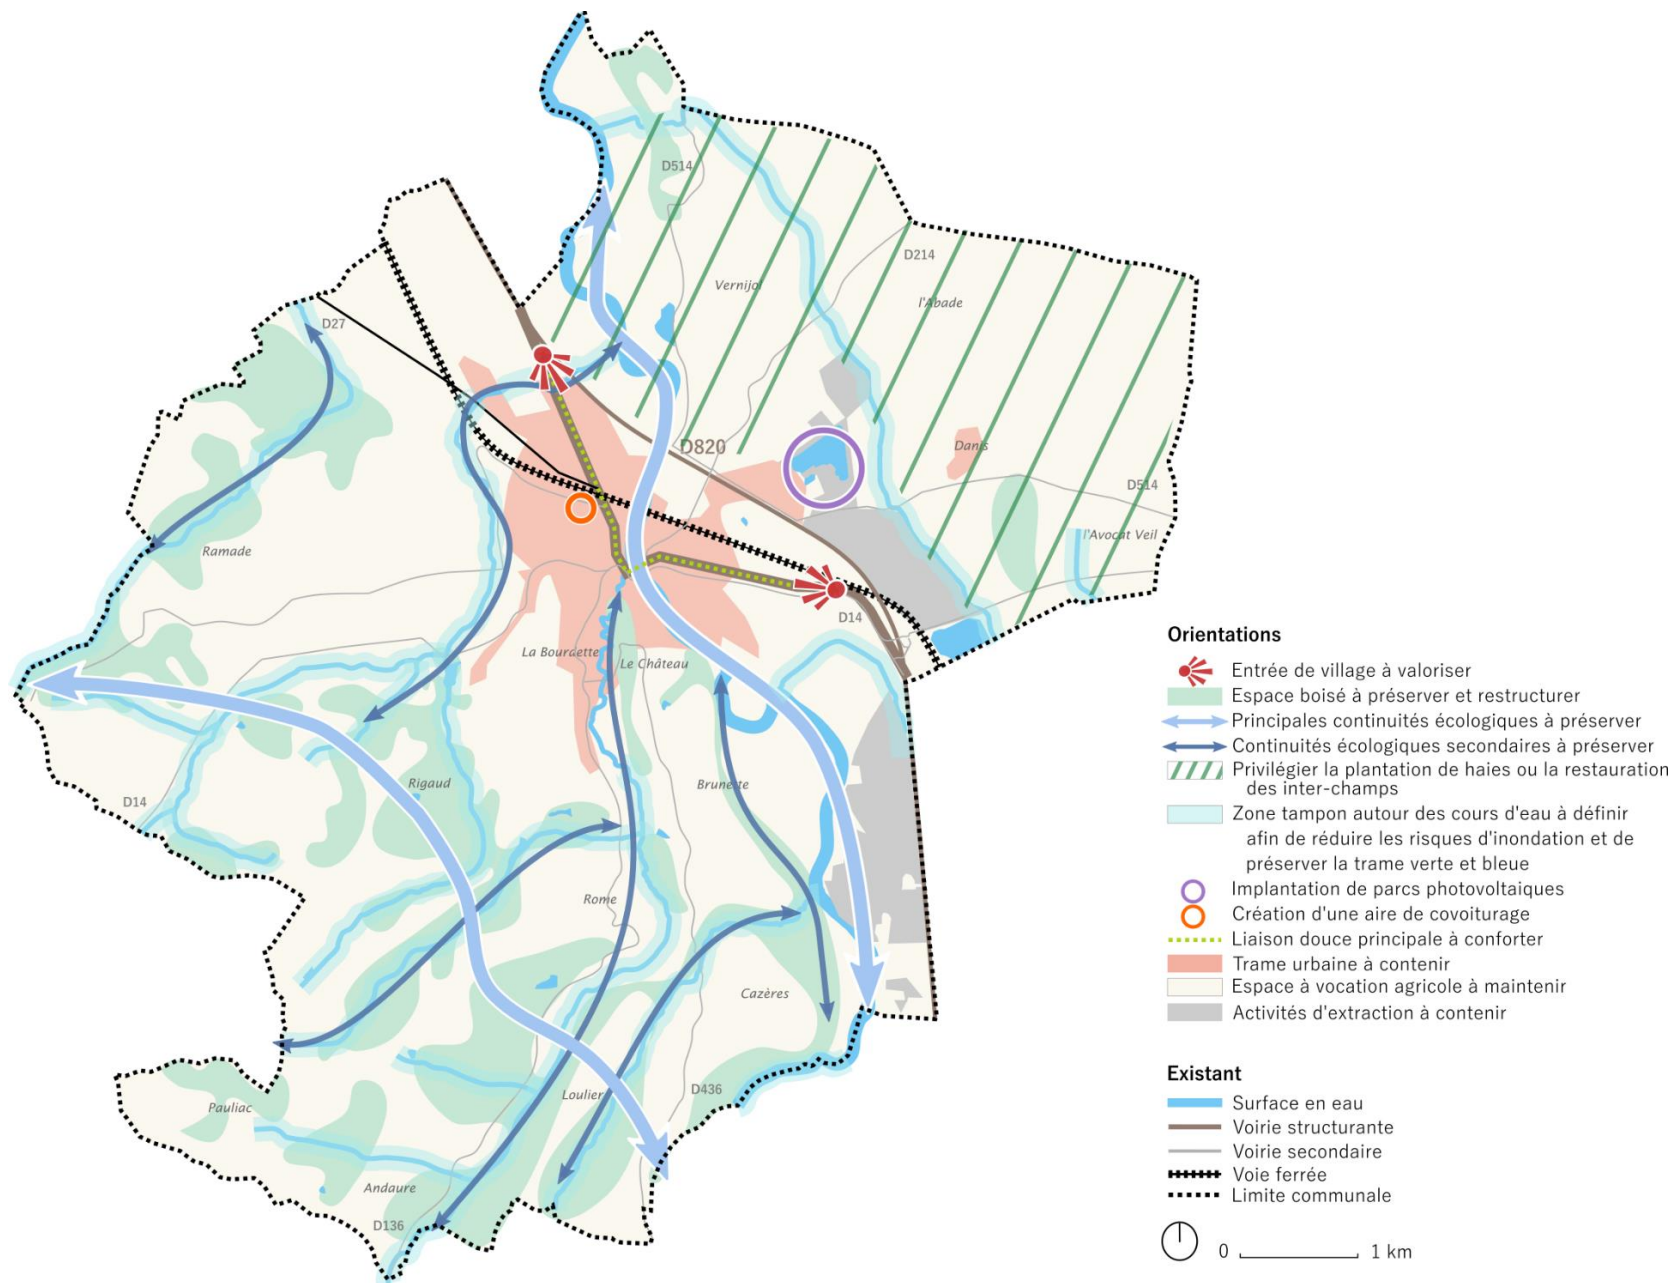 D514
D214
Vernijol
l'Abade
D27
D820
Danis
D514
l'Avocat Veil
Ramade
D14
La Bourdette
Le Château
Rigaud
Brunette
D14
Rome
Cazères
Loulier
D436
Pauliac
Andaure
D136
Orientations
Entrée de village à valoriser
Espace boisé à préserver et restructurer
Principales continuités écologiques à préserver
Continuités écologiques secondaires à préserver
Privilégier la plantation de haies ou la restauration
des inter-champs
Zone tampon autour des cours d'eau à définir
afin de réduire les risques d'inondation et de
préserver la trame verte et bleue
Implantation de parcs photovoltaiques
Création d'une aire de covoiturage
Liaison douce principale à conforter
Trame urbaine à contenir
Espace à vocation agricole à maintenir
Activités d'extraction à contenir
Existant
Surface en eau
Voirie structurante
Voirie secondaire
Voie ferrée
Limite communale
0 1 km